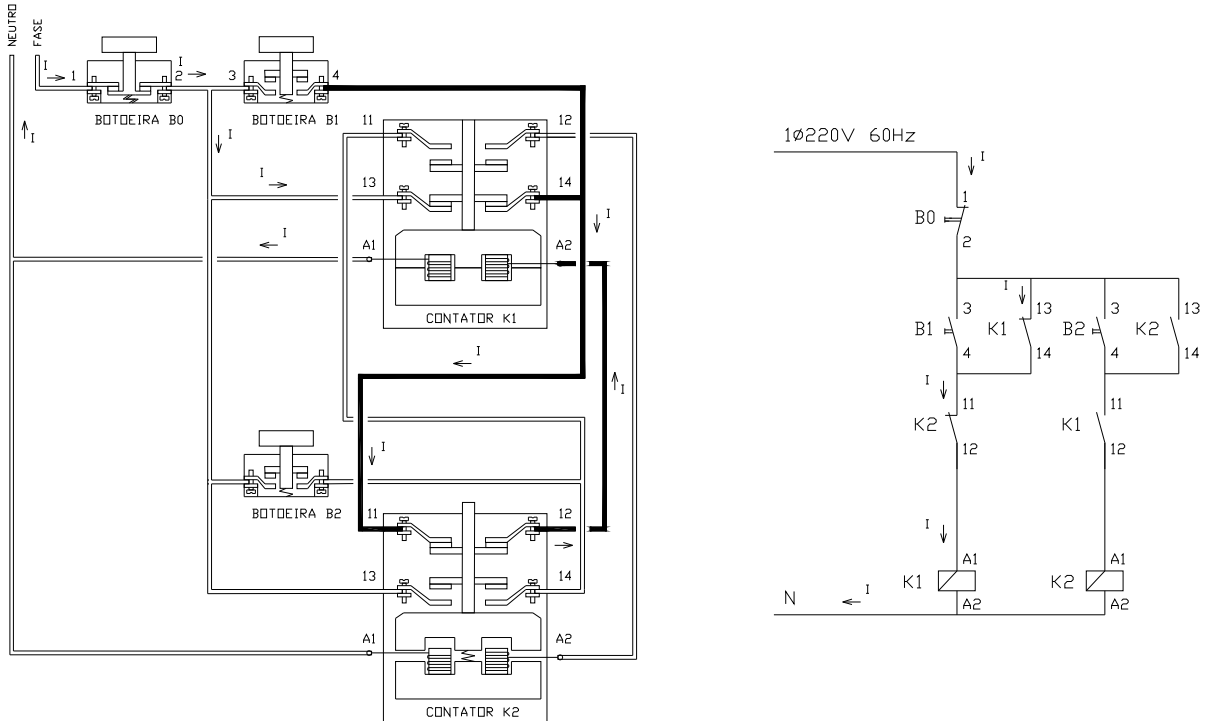 NEUTRO
FASE
I
1
I
2
3
4
BOTOEIRA B0
BOTOEIRA B1
I
I
11
12
I
13
14
I
I
A1
A2
CONTATOR K1
I
I
I
BOTOEIRA B2
11
12
I
13
14
A1
A2
CONTATOR K2
1ø220V 60Hz
I
1
B0
2
I
3
13
3
13
B1
K1
B2
K2
4
14
4
14
I
11
11
K2
K1
12
12
I
A1
A1
K1
K2
N
I
A2
A2